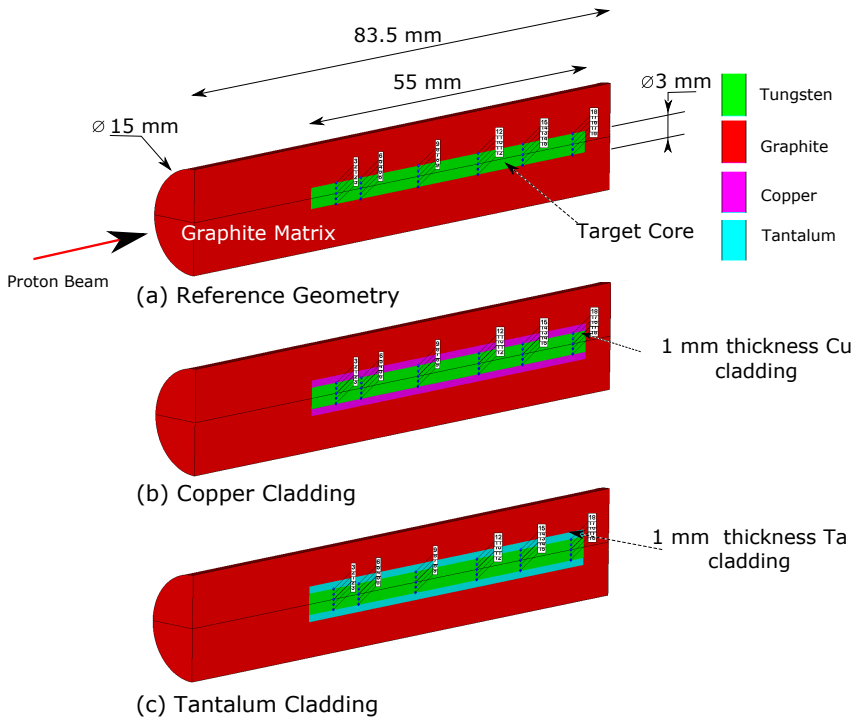 83.5 mm
55 mm
∅3 mm
∅ 15 mm
Tungsten
Graphite
Copper
Tantalum
Graphite Matrix
Target Core
Proton Beam
(a) Reference Geometry
1 mm thickness Cu
cladding
(b) Copper Cladding
1 mm thickness Ta
cladding
(c) Tantalum Cladding